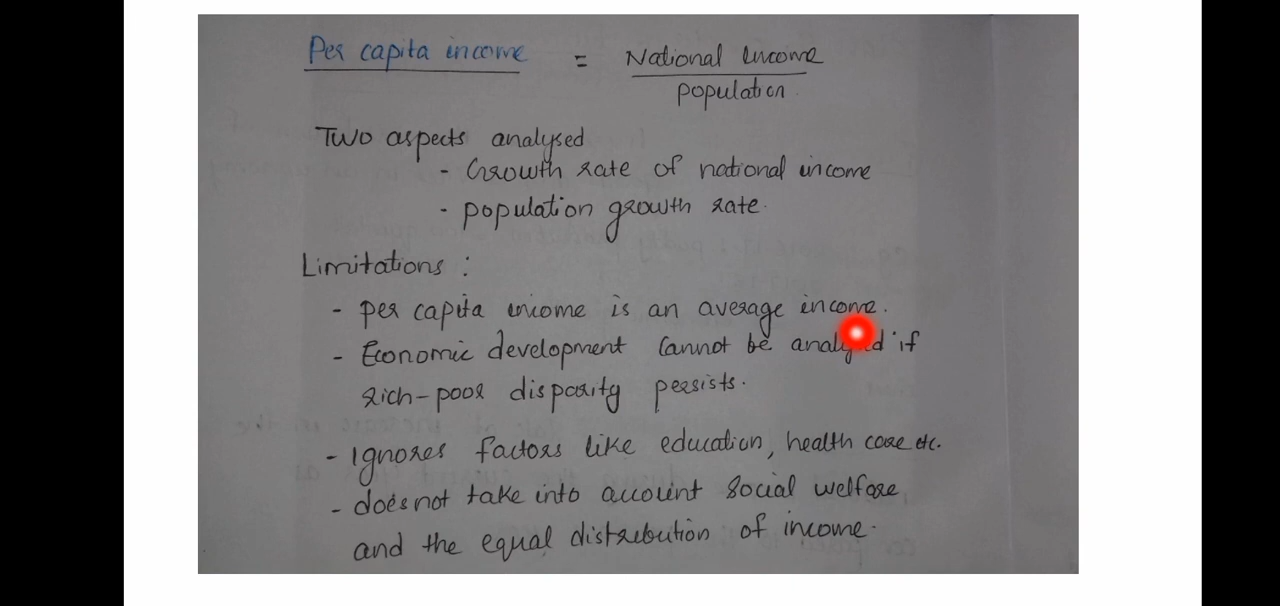 Per capita income = National income
population
Two aspects analysed
- Growth rate of national income
- population growth rate.
Limitations :
- per capita income is an average income.
- Economic development cannot be analysed if
rich-poor disparity persists.
- Ignores factors like education, health care etc.
- does not take into account social welfare
and the equal distribution of income.